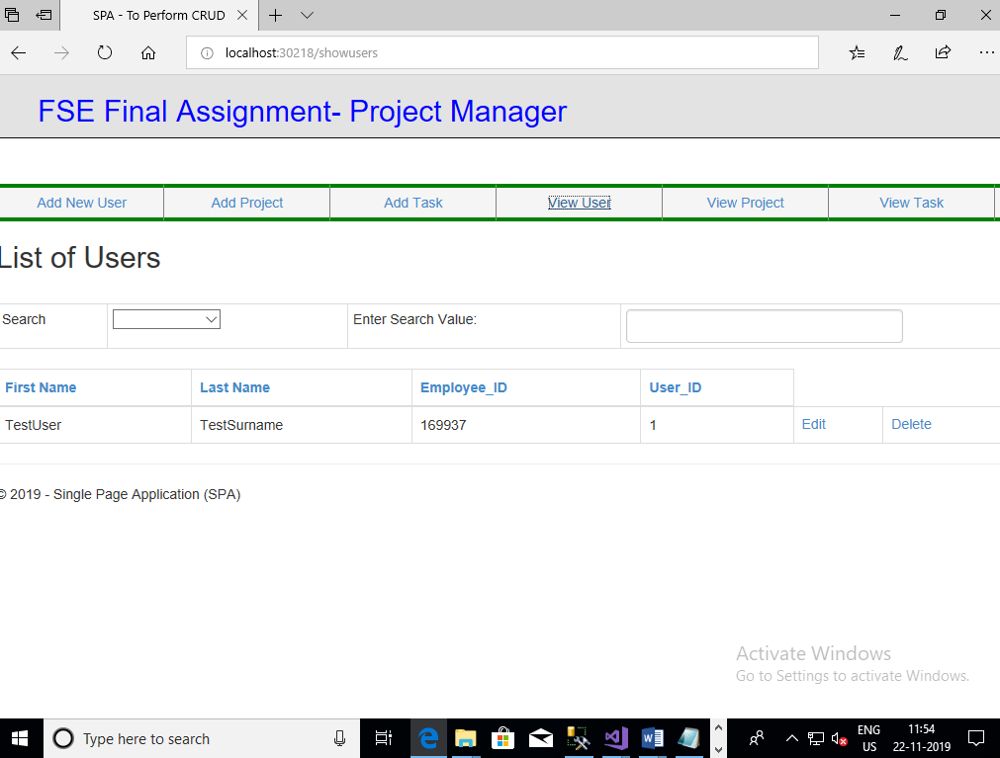 SPA - To Perform CRUD
localhost:30218/showusers
FSE Final Assignment- Project Manager
Add New User Add Project Add Task View User View Project View Task
List of Users
Search Enter Search Value:
First Name Last Name Employee_ID User_ID
TestUser TestSurname 169937 1 Edit Delete
© 2019 - Single Page Application (SPA)
Activate Windows
Go to Settings to activate Windows.
Type here to search
ENG 11:54
US 22-11-2019